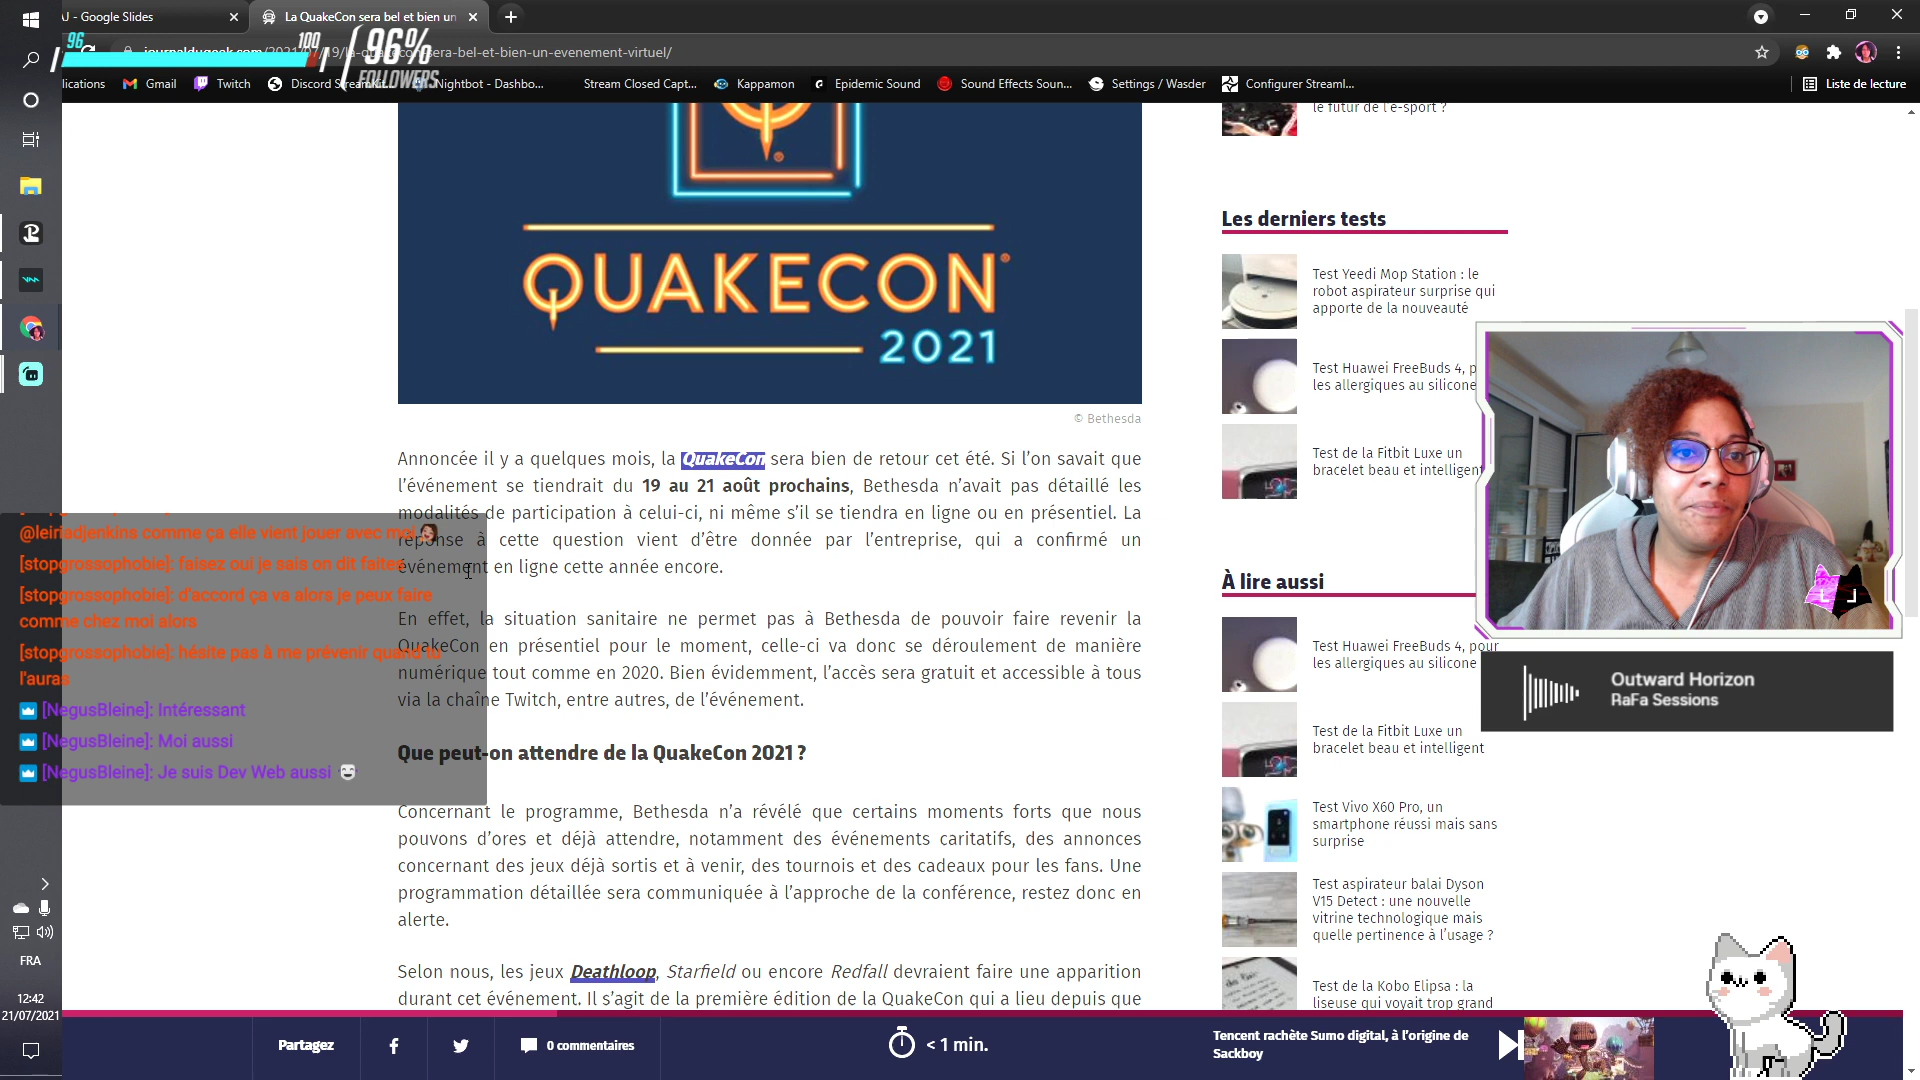 J - Google Slides
La QuakeCon sera bel et bien un
96
100
96%
FOLLOWERS
journaldugeek.com/2021/07/19/la-quakecon-sera-bel-et-bien-un-evenement-virtuel/
lications
Gmail
Twitch
Discord
Nightbot - Dashbo...
Stream Closed Capt...
Kappamon
Epidemic Sound
Sound Effects Soun...
Settings / Wasder
Configurer Streaml...
Liste de lecture
QUAKECON
2021
© Bethesda
Annoncée il y a quelques mois, la QuakeCon sera bien de retour cet été. Si l'on savait que
l'événement se tiendrait du 19 au 21 août prochains, Bethesda n'avait pas détaillé les
modalités de participation à celui-ci, ni même s'il se tiendra en ligne ou en présentiel. La
réponse à cette question vient d'être donnée par l'entreprise, qui a confirmé un
événement en ligne cette année encore.
En effet, la situation sanitaire ne permet pas à Bethesda de pouvoir faire revenir la
QuakeCon en présentiel pour le moment, celle-ci va donc se déroulement de manière
numérique tout comme en 2020. Bien évidemment, l'accès sera gratuit et accessible à tous
via la chaîne Twitch, entre autres, de l'événement.
Que peut-on attendre de la QuakeCon 2021 ?
Concernant le programme, Bethesda n'a révélé que certains moments forts que nous
pouvons d'ores et déjà attendre, notamment des événements caritatifs, des annonces
concernant des jeux déjà sortis et à venir, des tournois et des cadeaux pour les fans. Une
programmation détaillée sera communiquée à l'approche de la conférence, restez donc en
alerte.
Selon nous, les jeux Deathloop, Starfield ou encore Redfall devraient faire une apparition
durant cet événement. Il s'agit de la première édition de la QuakeCon qui a lieu depuis que
@leiriadjenkins comme ça elle vient jouer avec moi
[stopgrossophobie]: faisez oui je sais on dit faites
[stopgrossophobie]: d'accord ça va alors je peux faire
comme chez moi alors
[stopgrossophobie]: hésite pas à me prévenir quand tu
l'auras
[NegusBleine]: Intéressant
[NegusBleine]: Moi aussi
[NegusBleine]: Je suis Dev Web aussi
le futur de l'e-sport ?
Les derniers tests
Test Yeedi Mop Station : le
robot aspirateur surprise qui
apporte de la nouveauté
Test Huawei FreeBuds 4, p
les allergiques au silicone
Test de la Fitbit Luxe un
bracelet beau et intelligent
À lire aussi
Test Huawei FreeBuds 4, pour
les allergiques au silicone
Test de la Fitbit Luxe un
bracelet beau et intelligent
Test Vivo X60 Pro, un
smartphone réussi mais sans
surprise
Test aspirateur balai Dyson
V15 Detect : une nouvelle
vitrine technologique mais
quelle pertinence à l'usage ?
Test de la Kobo Elipsa : la
liseuse qui voyait trop grand
L J
Outward Horizon
RaFa Sessions
FRA
12:42
21/07/2021
Partagez
0 commentaires
< 1 min.
Tencent rachète Sumo digital, à l'origine de
Sackboy